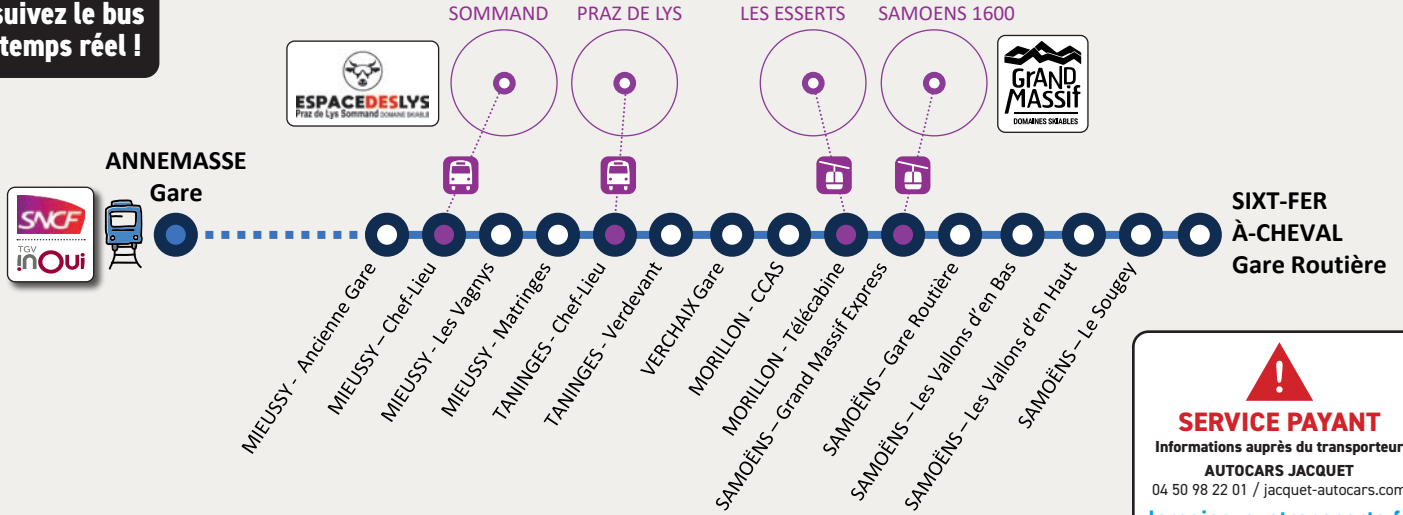 suivez le bus
temps réel !
SOMMAND
PRAZ DE LYS
LES ESSERTS
SAMOENS 1600
ESPACEDESLYS
Praz de Lys Sommand DOMAINE SKIABLE
GRAND
MASSIF
DOMAINES SKIABLES
ANNEMASSE
Gare
SNCF
TGV
inOui
SIXT-FER
À-CHEVAL
Gare Routière
MIEUSSY - Ancienne Gare
MIEUSSY – Chef-Lieu
MIEUSSY - Les Vagnys
MIEUSSY - Matringes
TANINGES - Chef-Lieu
TANINGES - Verdevant
VERCHAIX Gare
MORILLON - CCAS
MORILLON - Télécabine
SAMOËNS – Grand Massif Express
SAMOËNS – Gare Routière
SAMOËNS – Les Vallons d'en Bas
SAMOËNS – Les Vallons d'en Haut
SAMOËNS – Le Sougey
!
SERVICE PAYANT
Informations auprès du transporteur
AUTOCARS JACQUET
04 50 98 22 01 / jacquet-autocars.com